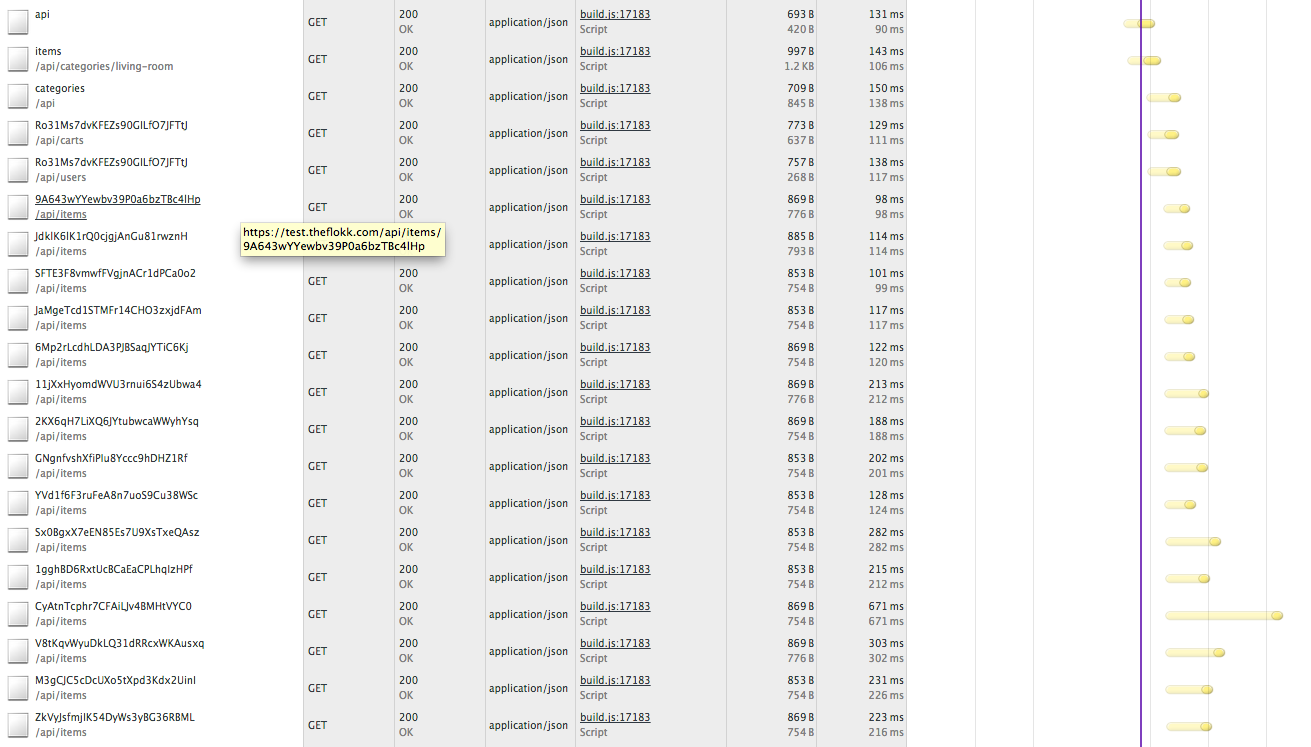 api 200 build.js:17183 693 B 131 ms
GET application/json
OK Script 420 B 90 ms
items 200 build.js:17183 997 B 143 ms
GET application/json
/api/categories/living-room OK Script 1.2 KB 106 ms
categories 200 build.js:17183 709 B 150 ms
GET application/json
/api OK Script 845 B 138 ms
Ro31Ms7dvKFEZs90GILfO7JFTtJ 200 build.js:17183 773 B 129 ms
GET application/json
/api/carts OK Script 637 B 111 ms
Ro31Ms7dvKFEZs90GILfO7JFTtJ 200 build.js:17183 757 B 138 ms
GET application/json
/api/users OK Script 268 B 117 ms
9A643wYYewbv39P0a6bzTBc4lHp 200 build.js:17183 869 B 98 ms
GET application/json
/api/items OK Script 776 B 98 ms
https://test.theflokk.com/api/items/
9A643wYYewbv39P0a6bzTBc4lHp
JdklK6IK1rQ0cjgjAnGu81rwznH build.js:17183 885 B 114 ms
application/json
/api/items Script 793 B 114 ms
SFTE3F8vmwfFVgjnACr1dPCa0o2 200 build.js:17183 853 B 101 ms
GET application/json
/api/items OK Script 754 B 99 ms
JaMgeTcd15TMFr14CHO3zxjdFAm 200 build.js:17183 853 B 117 ms
GET application/json
/api/items OK Script 754 B 117 ms
6Mp2rLcdhLDA3PJBSaqJYTiC6Kj 200 build.js:17183 869 B 122 ms
GET application/json
/api/items OK Script 754 B 120 ms
11jXxHyomdWVU3rnui6S4zUbwa4 200 build.js:17183 869 B 213 ms
GET application/json
/api/items OK Script 776 B 212 ms
2KX6qH7LiXQ6JYtubwcaWWyhYsq 200 build.js:17183 869 B 188 ms
GET application/json
/api/items OK Script 754 B 188 ms
GNgnfvshXfiPlu8Yccc9hDHZ1Rf 200 build.js:17183 853 B 202 ms
GET application/json
/api/items OK Script 754 B 201 ms
YVd1f6F3ruFeA8n7uoS9Cu38WSc 200 build.js:17183 853 B 128 ms
GET application/json
/api/items OK Script 754 B 124 ms
Sx0BgxX7eEN85Es7U9XsTxeQAsz 200 build.js:17183 853 B 282 ms
GET application/json
/api/items OK Script 754 B 282 ms
1gghBD6RxtUcBCaEaCPLhqIzHPf 200 build.js:17183 853 B 215 ms
GET application/json
/api/items OK Script 754 B 212 ms
CyAtnTcphr7CFAiLJv4BMHtVYC0 200 build.js:17183 869 B 671 ms
GET application/json
/api/items OK Script 754 B 671 ms
V8tKqvWyuDkLQ31dRRcxWKAusxq 200 build.js:17183 869 B 303 ms
GET application/json
/api/items OK Script 776 B 302 ms
M3gCJC5cDcUXo5tXpd3Kdx2UinI 200 build.js:17183 853 B 231 ms
GET application/json
/api/items OK Script 754 B 226 ms
ZkVyJsfmjIK54DyWs3yBG36RBML 200 build.js:17183 869 B 223 ms
GET application/json
/api/items OK Script 754 B 216 ms